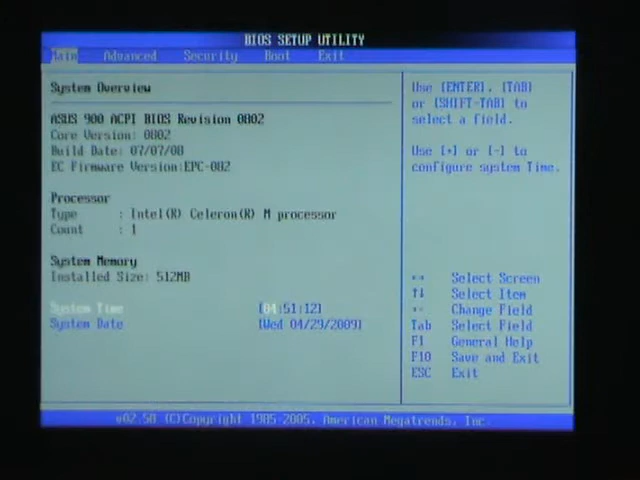 BIOS SETUP UTILITY
Main Advanced Security Boot Exit
System Overview
ASUS 900 ACPI BIOS Revision 0802
Core Version: 0802
Build Date: 07/07/08
EC Firmware Version:EPC-082
Processor
Type : Intel(R) Celeron(R) M processor
Count : 1
System Memory
Installed Size: 512MB
System Time [04:51:12]
System Date [Wed 04/29/2009]
Use [ENTER], [TAB]
or [SHIFT-TAB] to
select a field.
Use [+] or [-] to
configure system Time.
←→ Select Screen
↑↓ Select Item
+- Change Field
Tab Select Field
F1 General Help
F10 Save and Exit
ESC Exit
v02.58 (C)Copyright 1985-2005, American Megatrends, Inc.